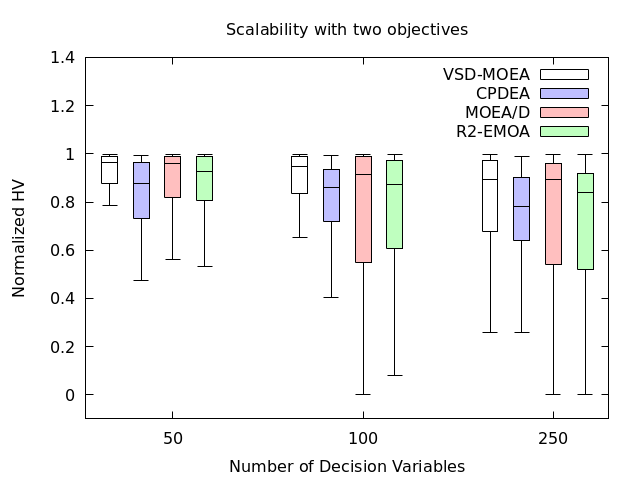 Scalability with two objectives
1.4
1.2
1
0.8
0.6
0.4
0.2
0
Normalized HV
VSD-MOEA
CPDEA
MOEA/D
R2-EMOA
50 100 250
Number of Decision Variables